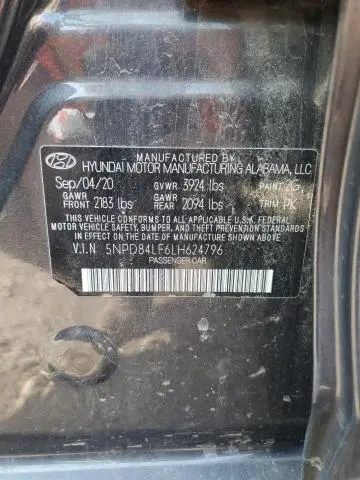 MANUFACTURED BY
HYUNDAI MOTOR MANUFACTURING ALABAMA, LLC
Sep/04/20 GVWR 3924 lbs PAINT 2G
GAWR FRONT 2183 lbs GAWR REAR 2094 lbs TRIM PK
THIS VEHICLE CONFORMS TO ALL APPLICABLE U.S.A. FEDERAL
MOTOR VEHICLE SAFETY, BUMPER, AND THEFT PREVENTION
STANDARDS IN EFFECT ON THE DATE OF MANUFACTURE SHOWN ABOVE.
V.I.N 5NPD84LF6LH624796
PASSENGER CAR